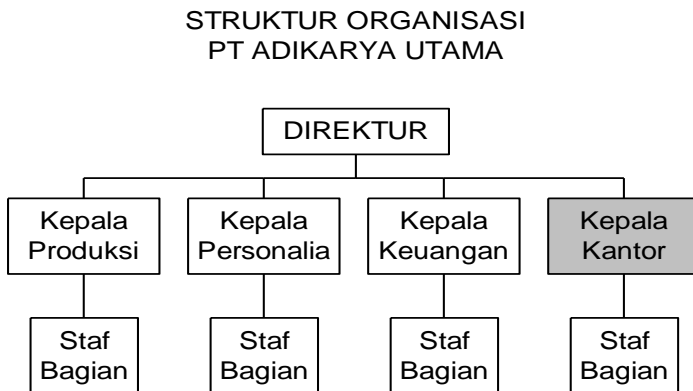 STRUKTUR ORGANISASI
PT ADIKARYA UTAMA
DIREKTUR
Kepala
Produksi
Kepala
Personalia
Kepala
Keuangan
Kepala
Kantor
Staf
Bagian
Staf
Bagian
Staf
Bagian
Staf
Bagian